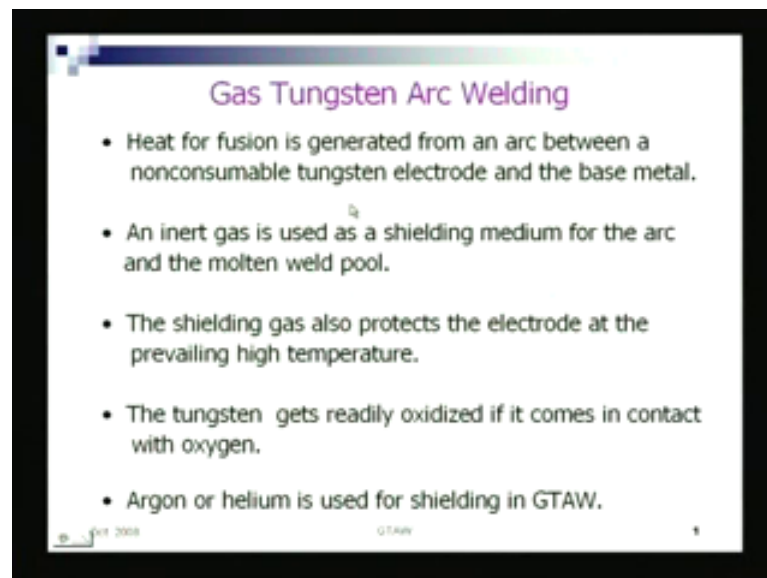 Gas Tungsten Arc Welding
• Heat for fusion is generated from an arc between a
nonconsumable tungsten electrode and the base metal.
• An inert gas is used as a shielding medium for the arc
and the molten weld pool.
• The shielding gas also protects the electrode at the
prevailing high temperature.
• The tungsten gets readily oxidized if it comes in contact
with oxygen.
• Argon or helium is used for shielding in GTAW.
Oct 2008 GTAW 1